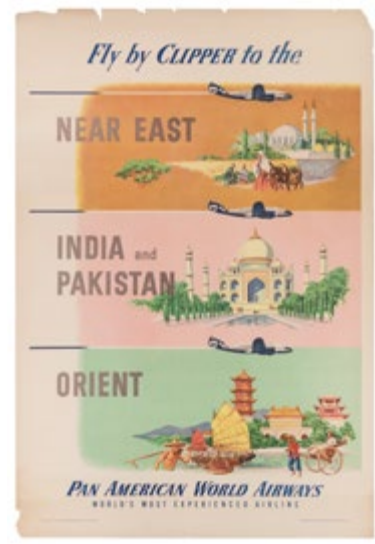 Fly by CLIPPER to the
NEAR EAST
INDIA and
PAKISTAN
ORIENT
PAN AMERICAN WORLD AIRWAYS
WORLD'S MOST EXPERIENCED AIRLINE